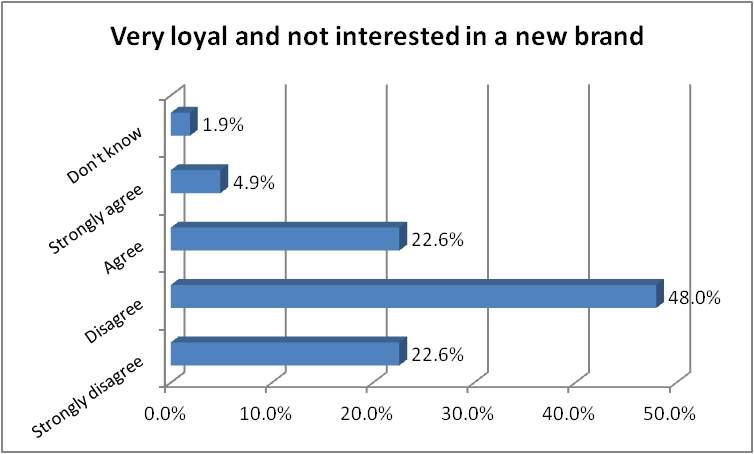 Very loyal and not interested in a new brand
Don't know
1.9%
Strongly agree
4.9%
Agree
22.6%
Disagree
48.0%
Strongly disagree
22.6%
0.0%
10.0%
20.0%
30.0%
40.0%
50.0%